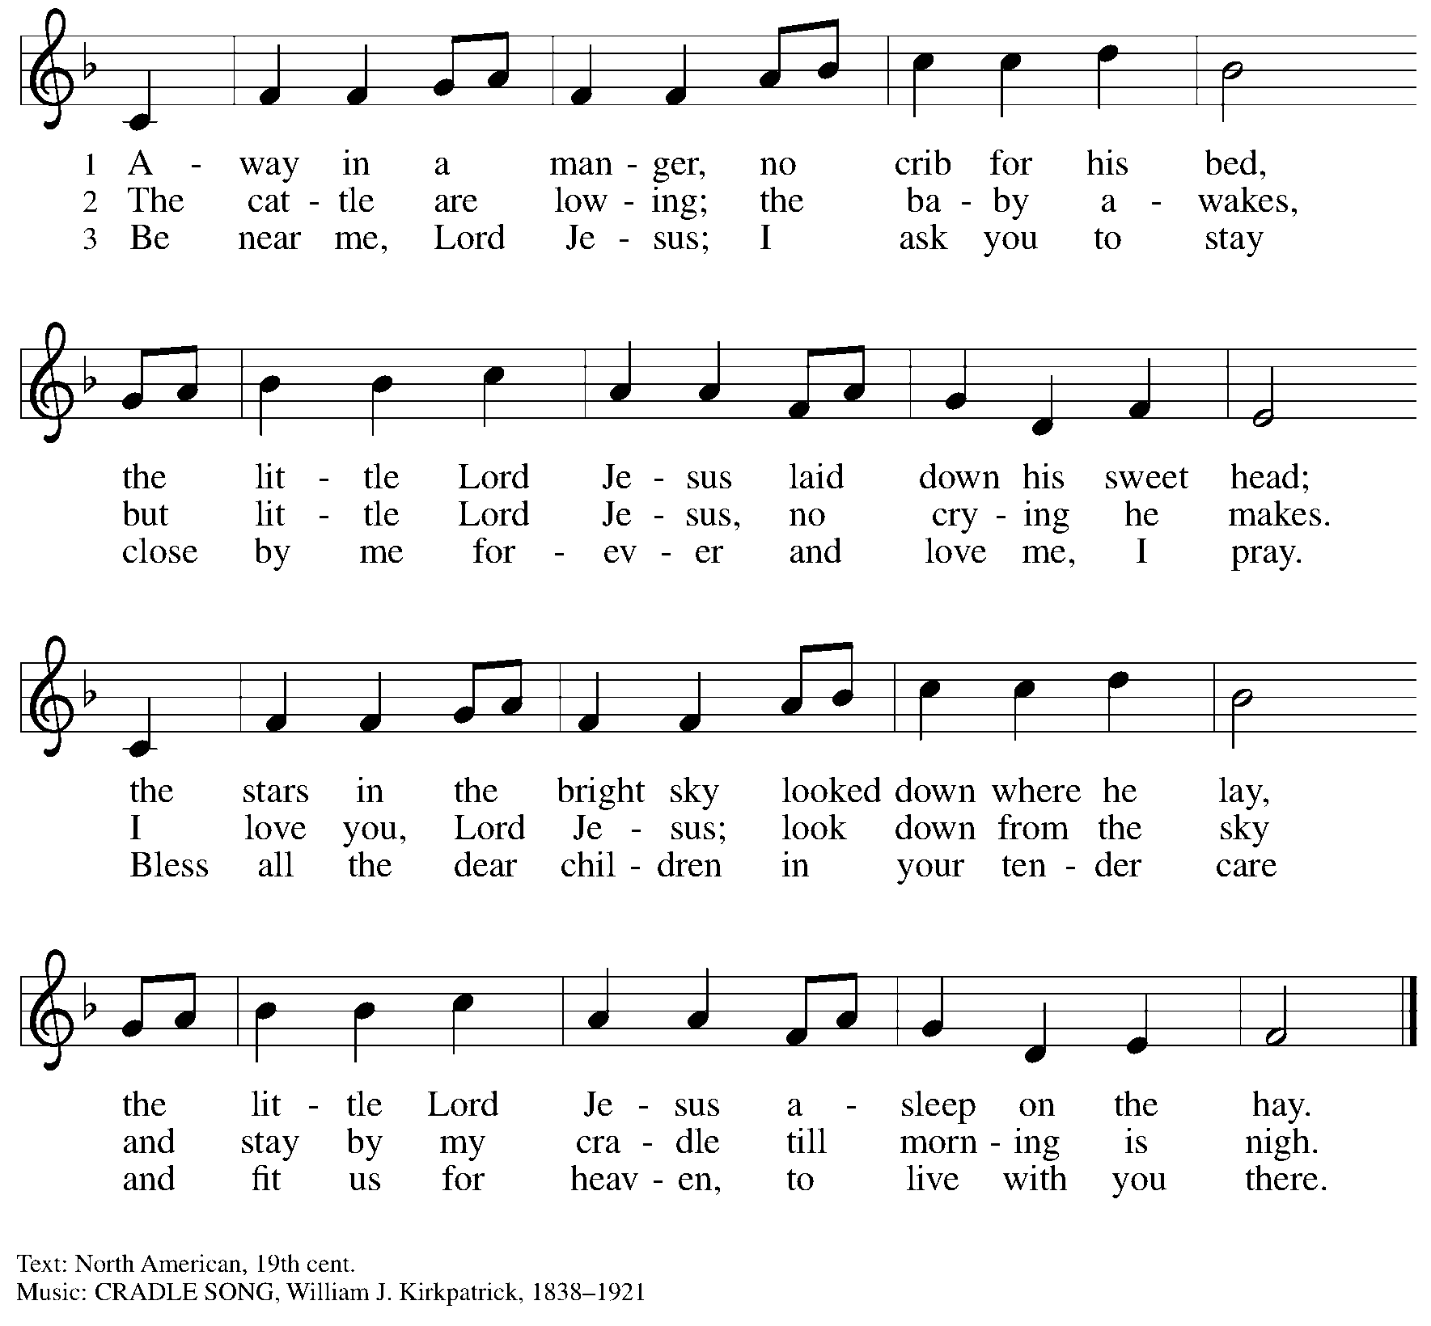 1 A - way in a man - ger, no crib for his bed,
2 The cat - tle are low - ing; the ba - by a - wakes,
3 Be near me, Lord Je - sus; I ask you to stay
the lit - tle Lord Je - sus laid down his sweet head;
but lit - tle Lord Je - sus, no cry - ing he makes.
close by me for - ev - er and love me, I pray.
the stars in the bright sky looked down where he lay,
I love you, Lord Je - sus; look down from the sky
Bless all the dear chil - dren in your ten - der care
the lit - tle Lord Je - sus a - sleep on the hay.
and stay by my cra - dle till morn - ing is nigh.
and fit us for heav - en, to live with you there.
Text: North American, 19th cent.
Music: CRADLE SONG, William J. Kirkpatrick, 1838–1921